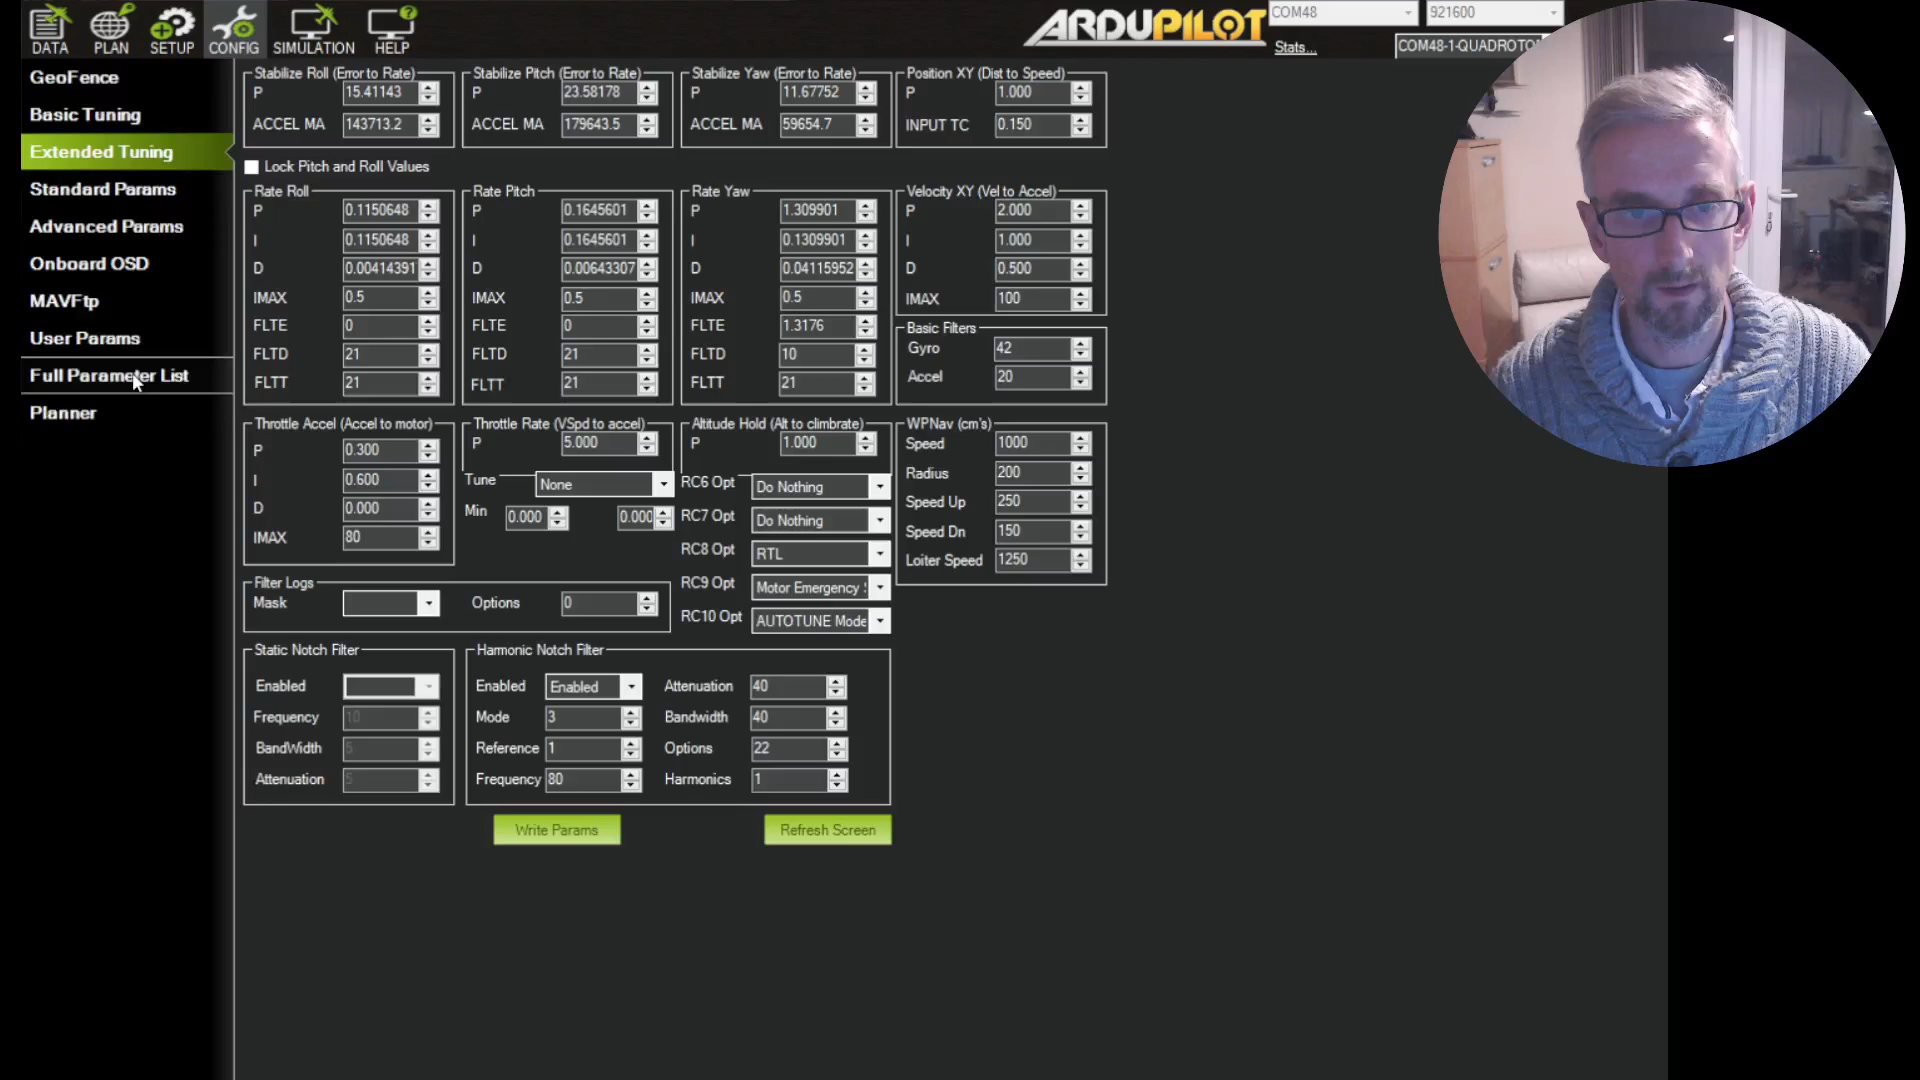 DATA PLAN SETUP CONFIG SIMULATION HELP
ARDUPILOT
COM48 921600
Stats... COM48-1-QUADROTO
GeoFence
Basic Tuning
Extended Tuning
Standard Params
Advanced Params
Onboard OSD
MAVFtp
User Params
Full Parameter List
Planner
Stabilize Roll (Error to Rate)
P 15.41143
ACCEL MA 143713.2
Stabilize Pitch (Error to Rate)
P 23.58178
ACCEL MA 179643.5
Stabilize Yaw (Error to Rate)
P 11.67752
ACCEL MA 59654.7
Position XY (Dist to Speed)
P 1.000
INPUT TC 0.150
Lock Pitch and Roll Values
Rate Roll
P 0.1150648
I 0.1150648
D 0.00414391
IMAX 0.5
FLTE 0
FLTD 21
FLTT 21
Rate Pitch
P 0.1645601
I 0.1645601
D 0.00643307
IMAX 0.5
FLTE 0
FLTD 21
FLTT 21
Rate Yaw
P 1.309901
I 0.1309901
D 0.04115952
IMAX 0.5
FLTE 1.3176
FLTD 10
FLTT 21
Velocity XY (Vel to Accel)
P 2.000
I 1.000
D 0.500
IMAX 100
Basic Filters
Gyro 42
Accel 20
Throttle Accel (Accel to motor)
P 0.300
I 0.600
D 0.000
IMAX 80
Throttle Rate (VSpd to accel)
P 5.000
Tune None
Min 0.000 0.000
Altitude Hold (Alt to climbrate)
P 1.000
RC6 Opt Do Nothing
RC7 Opt Do Nothing
RC8 Opt RTL
RC9 Opt Motor Emergency
RC10 Opt AUTOTUNE Mode
WPNav (cm's)
Speed 1000
Radius 200
Speed Up 250
Speed Dn 150
Loiter Speed 1250
Filter Logs
Mask Options 0
Static Notch Filter
Enabled
Frequency 10
BandWidth 5
Attenuation 5
Harmonic Notch Filter
Enabled Enabled Attenuation 40
Mode 3 Bandwidth 40
Reference 1 Options 22
Frequency 80 Harmonics 1
Write Params Refresh Screen